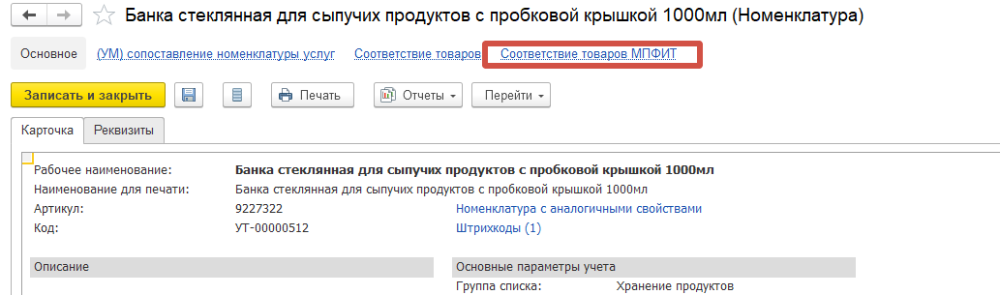 Банка стеклянная для сыпучих продуктов с пробковой крышкой 1000мл (Номенклатура)
Основное (УМ) сопоставление номенклатуры услуг Соответствие товаров Соответствие товаров МПФИТ
Записать и закрыть Печать Отчеты Перейти
Карточка Реквизиты
Рабочее наименование: Банка стеклянная для сыпучих продуктов с пробковой крышкой 1000мл
Наименование для печати: Банка стеклянная для сыпучих продуктов с пробковой крышкой 1000мл
Артикул: 9227322 Номенклатура с аналогичными свойствами
Код: УТ-00000512 Штрихкоды (1)
Описание Основные параметры учета
Группа списка: Хранение продуктов